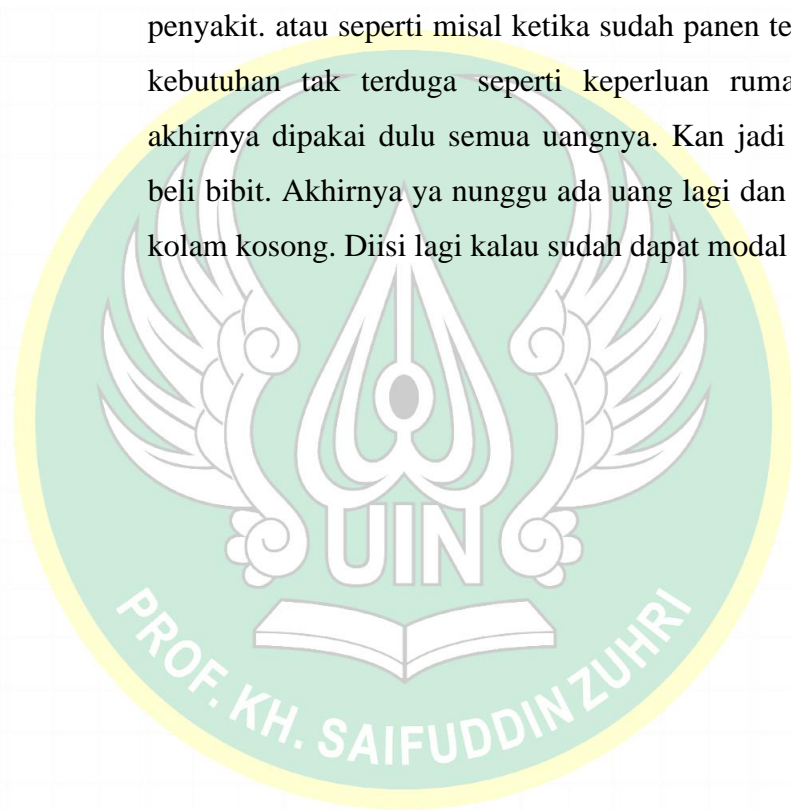 penyakit. atau seperti misal ketika sudah panen te
kebutuhan tak terduga seperti keperluan ruma
akhirnya dipakai dulu semua uangnya. Kan jadi
beli bibit. Akhirnya ya nunggu ada uang lagi dan
kolam kosong. Diisi lagi kalau sudah dapat modal
UIN
PROF. KH. SAIFUDDIN ZUHRI